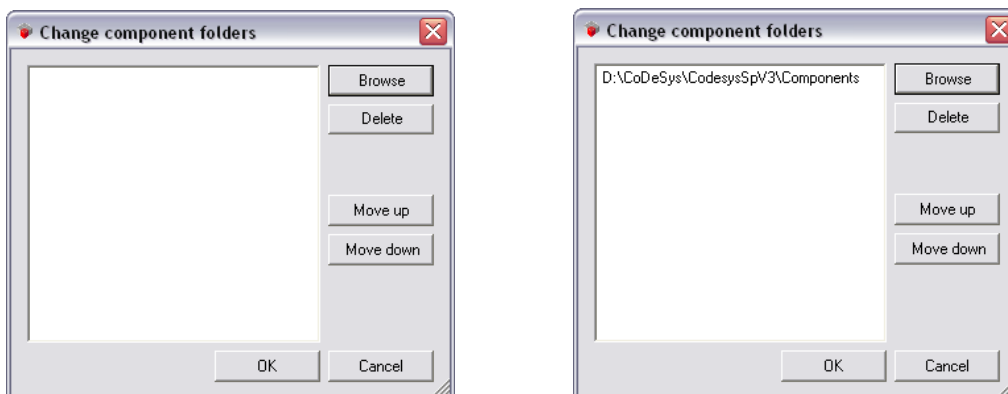 Change component folders
Browse
Delete
Move up
Move down
OK Cancel
Change component folders
D:\CoDeSys\CodesysSpV3\Components
Browse
Delete
Move up
Move down
OK Cancel